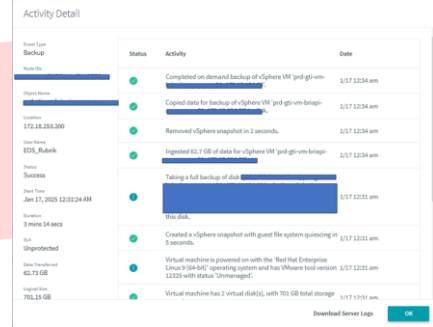 Activity Detail
Event Type
Backup
Node IDs
Object Name
Location
172.18.253.200
User Name
EOS_Rubrik
Status
Success
Start Time
Jan 17, 2025 12:31:24 AM
Duration
3 mins 14 secs
SLA
Unprotected
Data Transferred
62.73 GB
Logical Size
701.15 GB
Status Activity Date
Completed on demand backup of vSphere VM 'prd-gti-vm-
1/17 12:34 am
Copied data for backup of vSphere VM 'prd-gti-vm-briapi-
1/17 12:34 am
Removed vSphere snapshot in 2 seconds. 1/17 12:34 am
Ingested 62.7 GB of data for vSphere VM 'prd-gti-vm-briapi-
1/17 12:34 am
Taking a full backup of disk
1/17 12:31 am
this disk.
Created a vSphere snapshot with guest file system quiescing in
5 seconds. 1/17 12:31 am
Virtual machine is powered on with the 'Red Hat Enterprise
Linux 9 (64-bit)' operating system and has VMware tool version 1/17 12:31 am
12325 with status 'Unmanaged'.
Virtual machine has 2 virtual disk(s), with 701 GB total storage 1/17 12:31 am
Download Server Logs OK